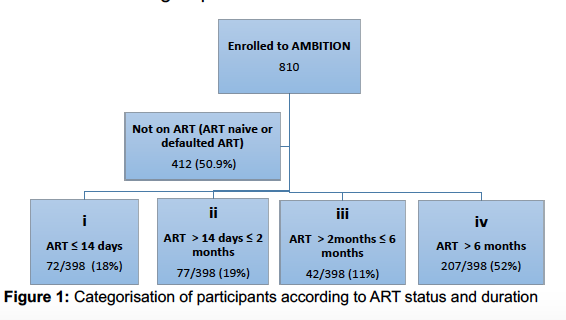 Enrolled to AMBITION
810
Not on ART (ART naive or
defaulted ART)
412 (50.9%)
i
ART ≤ 14 days
72/398 (18%)
ii
ART > 14 days ≤ 2
months
77/398 (19%)
iii
ART > 2months ≤ 6
months
42/398 (11%)
iv
ART > 6 months
207/398 (52%)
Figure 1: Categorisation of participants according to ART status and duration